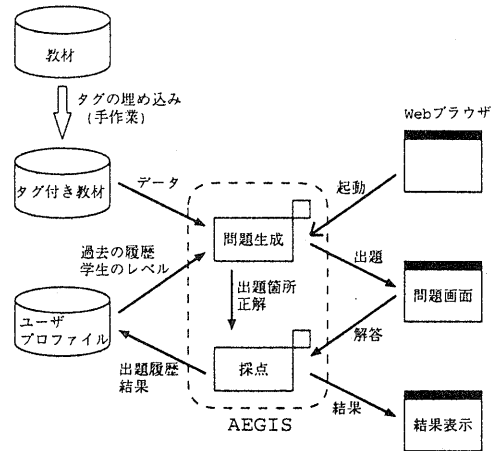 教材
タグの埋め込み
(手作業)
Webブラウザ
タグ付き教材
データ
起動
問題生成
過去の履歴
学生のレベル
出題
出題箇所
正解
問題画面
ユーザ
プロファイル
解答
採点
出題履歴
結果
結果
結果表示
AEGIS